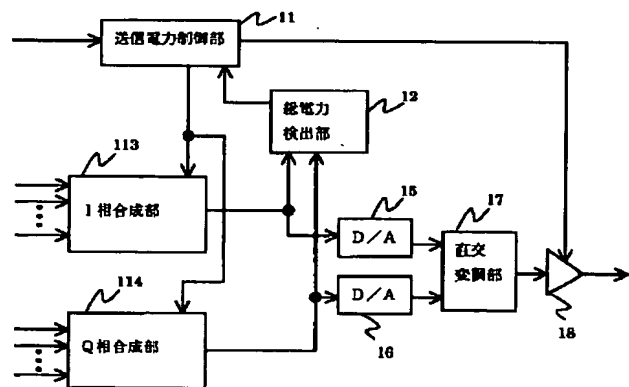 11
送信電力制御部
12
総電力
検出部
113
I相合成部
15
D/A
17
直交
変調部
114
D/A
Q相合成部
16
18